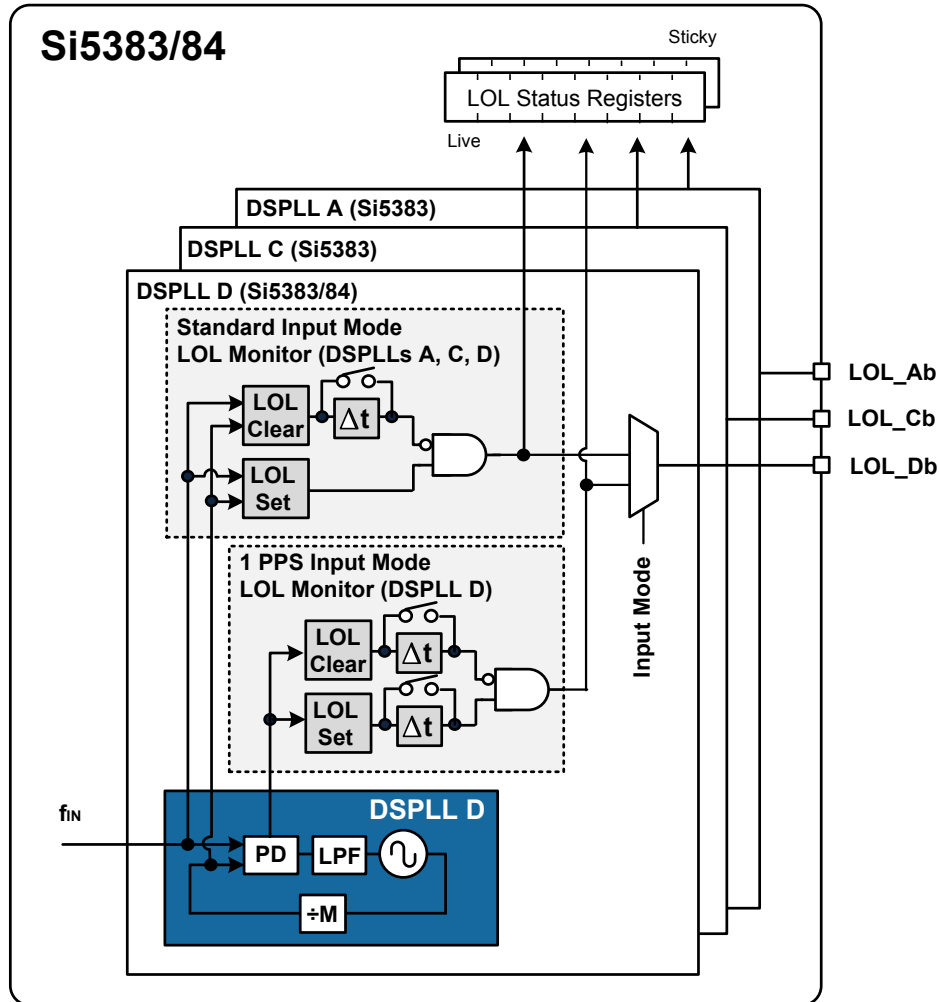 Si5383/84
Sticky
LOL Status Registers
Live
DSPLL A (Si5383)
DSPLL C (Si5383)
DSPLL D (Si5383/84)
Standard Input Mode
LOL Monitor (DSPLLs A, C, D)
LOL
Clear
Δt
LOL
Set
LOL_Ab
LOL_Cb
LOL_Db
1 PPS Input Mode
LOL Monitor (DSPLL D)
LOL
Clear
Δt
LOL
Set
Δt
Input Mode
fIN
DSPLL D
PD
LPF
÷M